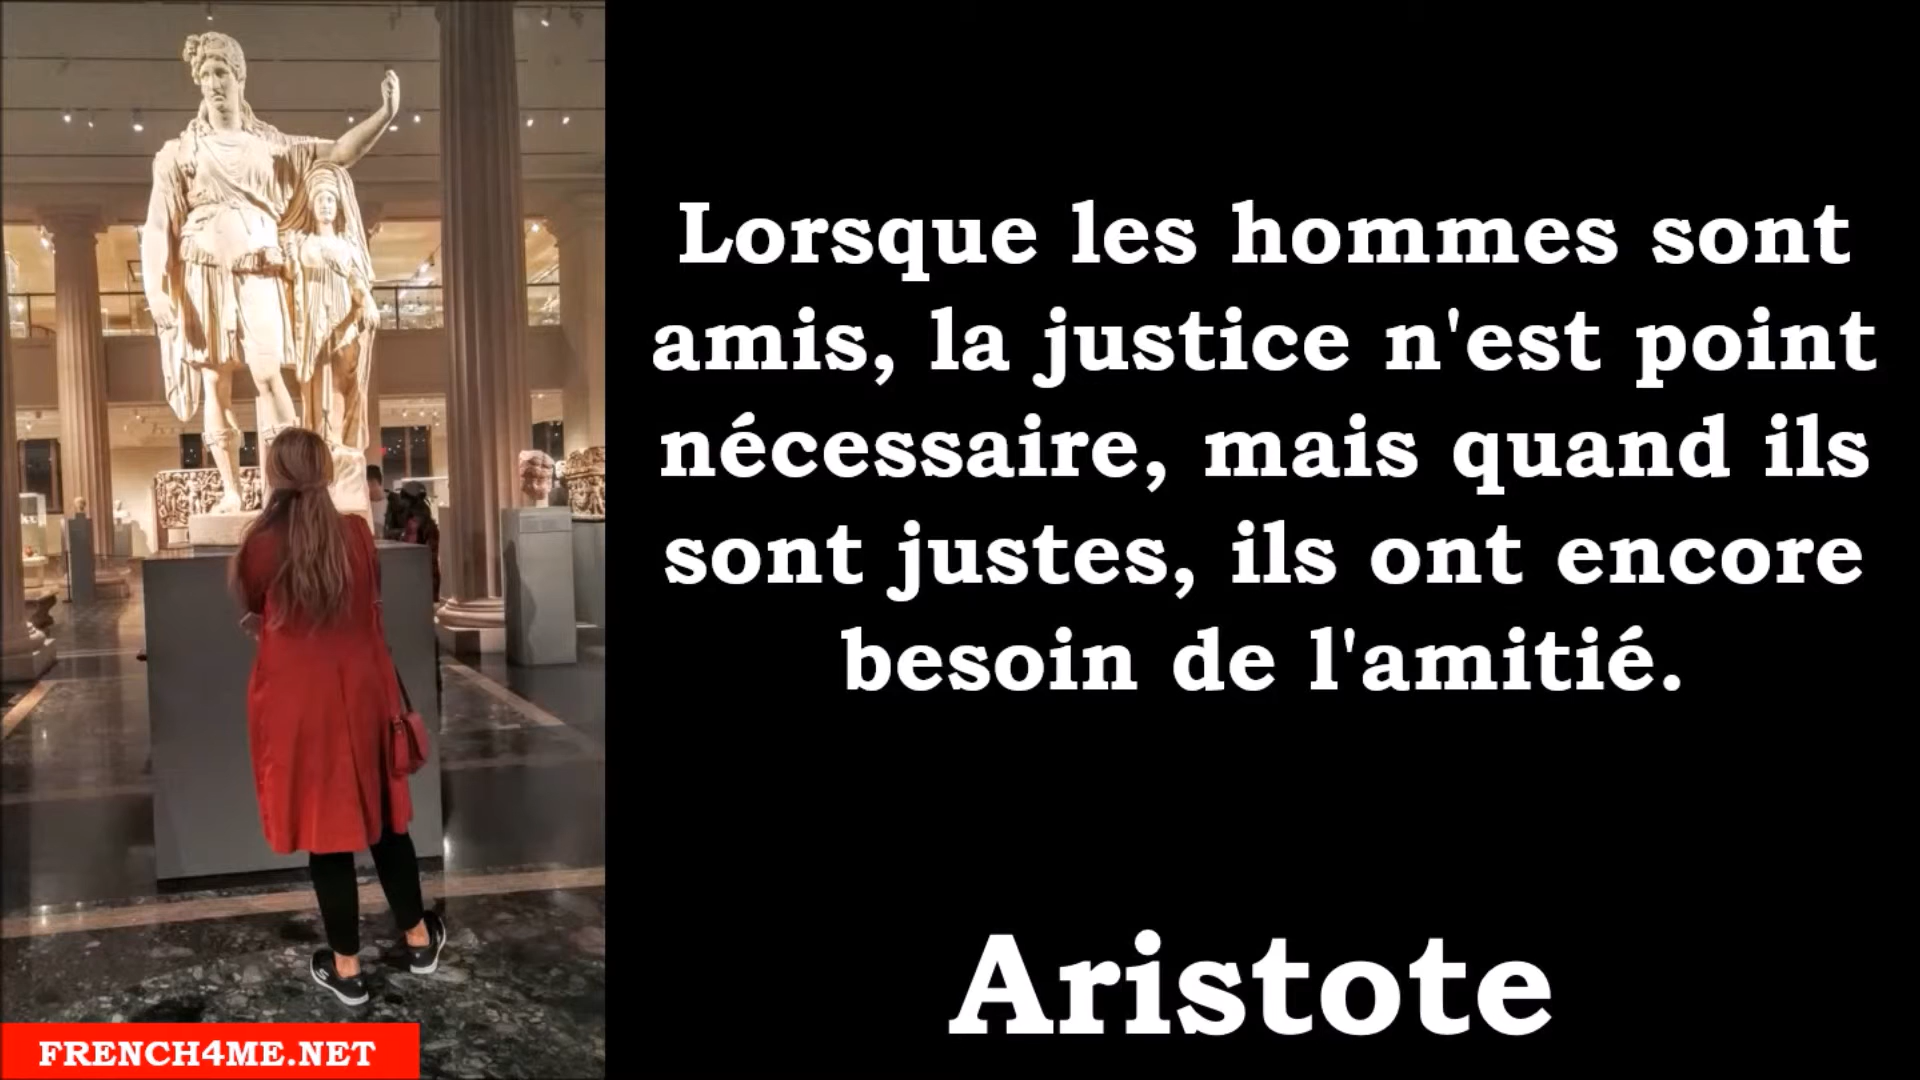 Lorsque les hommes sont
amis, la justice n'est point
nécessaire, mais quand ils
sont justes, ils ont encore
besoin de l'amitié.
Aristote
FRENCH4ME.NET